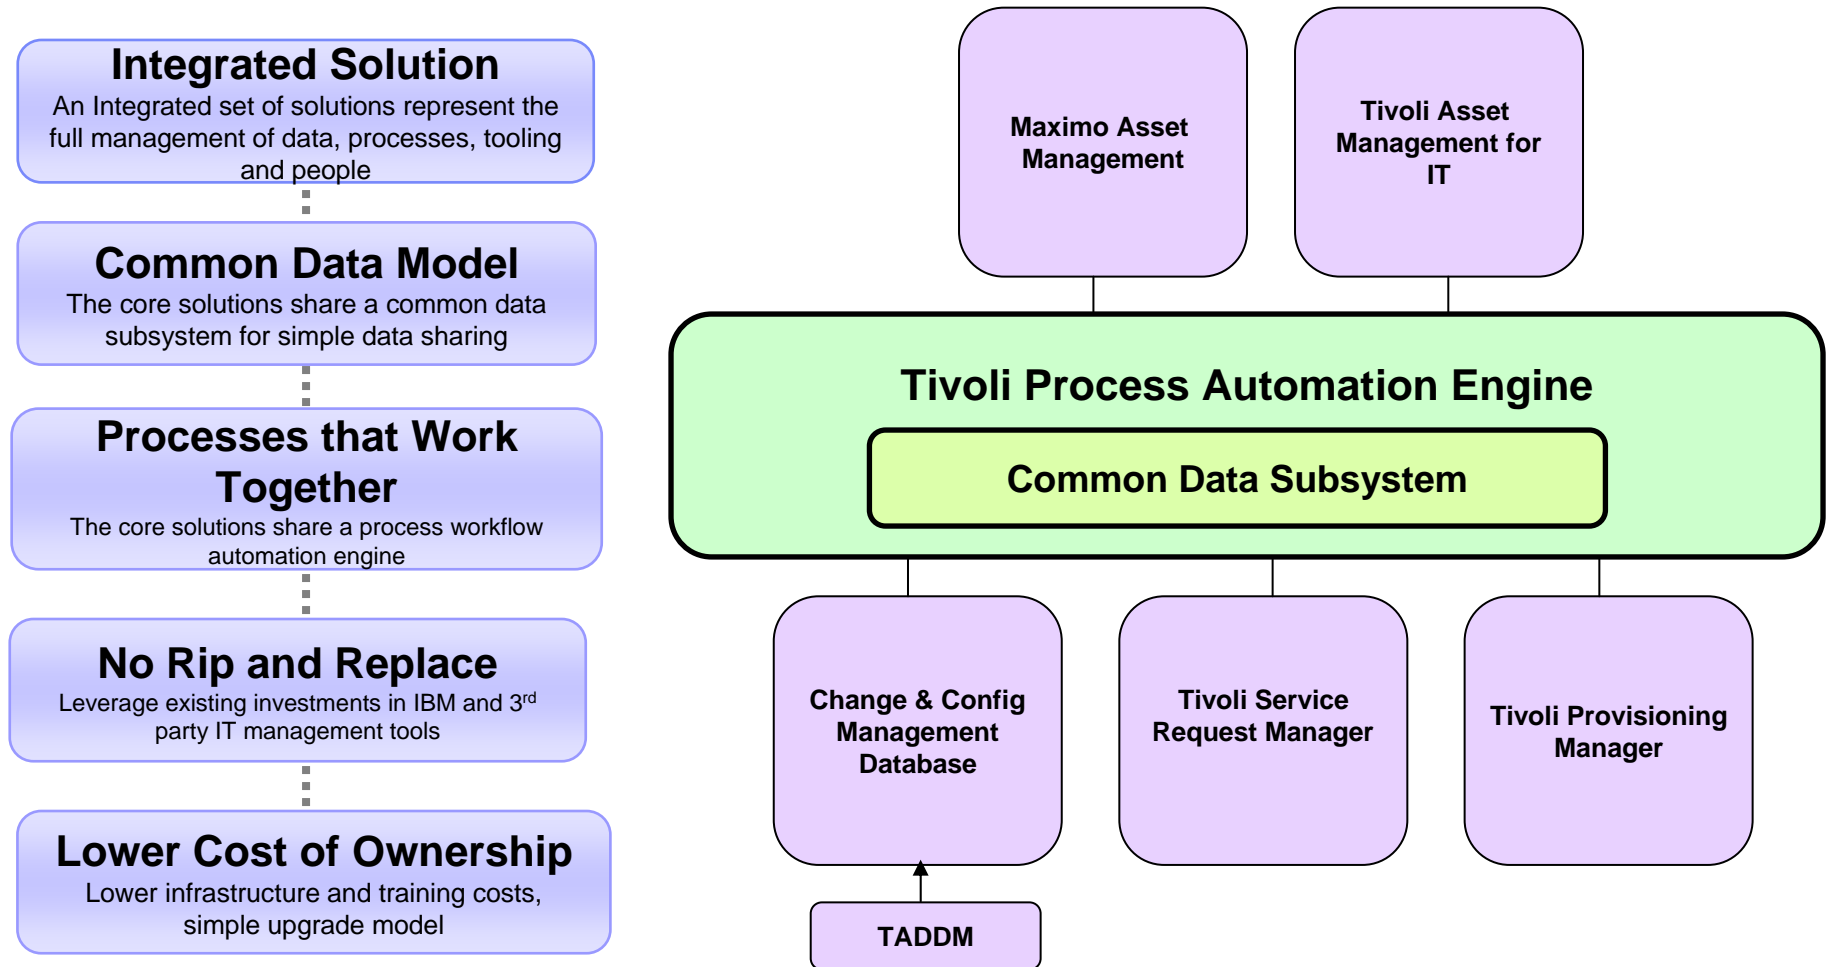 Integrated Solution
An Integrated set of solutions represent the
full management of data, processes, tooling
and people
Common Data Model
The core solutions share a common data
subsystem for simple data sharing
Processes that Work
Together
The core solutions share a process workflow
automation engine
No Rip and Replace
Leverage existing investments in IBM and 3rd
party IT management tools
Lower Cost of Ownership
Lower infrastructure and training costs,
simple upgrade model
Maximo Asset
Management
Tivoli Asset
Management for
IT
Tivoli Process Automation Engine
Common Data Subsystem
Change & Config
Management
Database
Tivoli Service
Request Manager
Tivoli Provisioning
Manager
TADDM